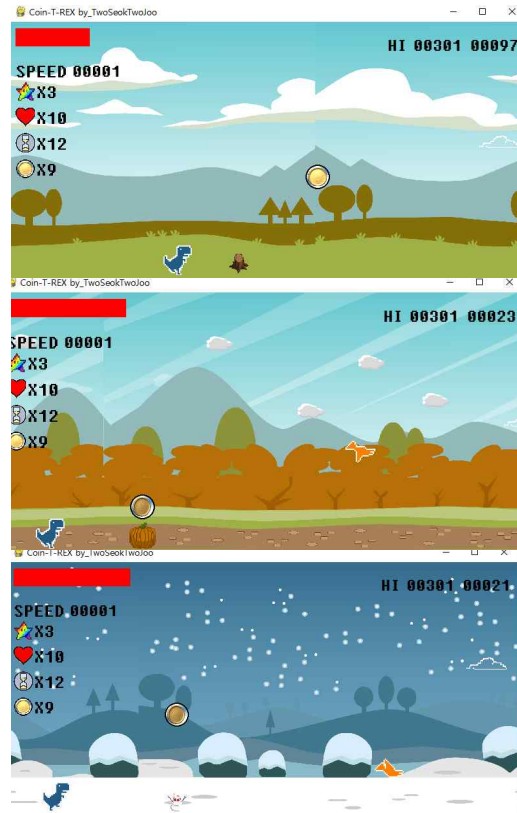 Coin-T-REX by_TwoSeokTwoJoo
HI 00301 00097
SPEED 00001
X3
X10
X12
X9
Coin-T-REX by_TwoSeokTwoJoo
HI 00301 00023
SPEED 00001
X3
X10
X12
X9
Coin-T-REX by_TwoSeokTwoJoo
HI 00301 00021
SPEED 00001
X3
X10
X12
X9